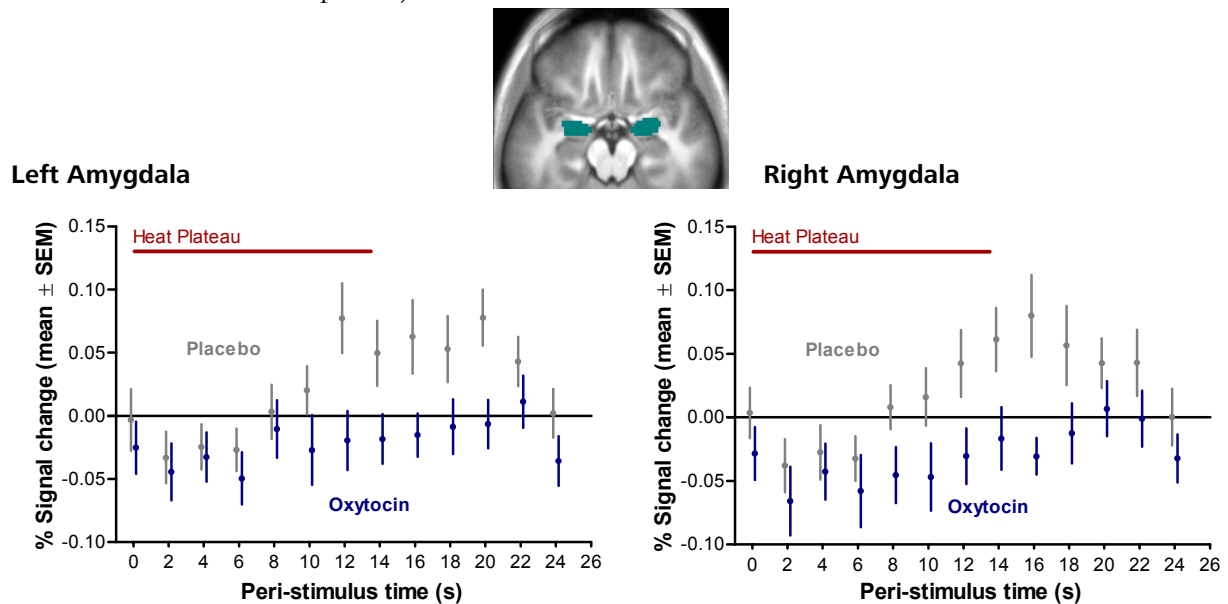 Left Amygdala
% Signal change (mean ± SEM)
0.15
0.10
0.05
0.00
-0.05
-0.10
Heat Plateau
Placebo
Oxytocin
0 2 4 6 8 10 12 14 16 18 20 22 24 26
Peri-stimulus time (s)
Right Amygdala
% Signal change (mean ± SEM)
0.15
0.10
0.05
0.00
-0.05
-0.10
Heat Plateau
Placebo
Oxytocin
0 2 4 6 8 10 12 14 16 18 20 22 24 26
Peri-stimulus time (s)